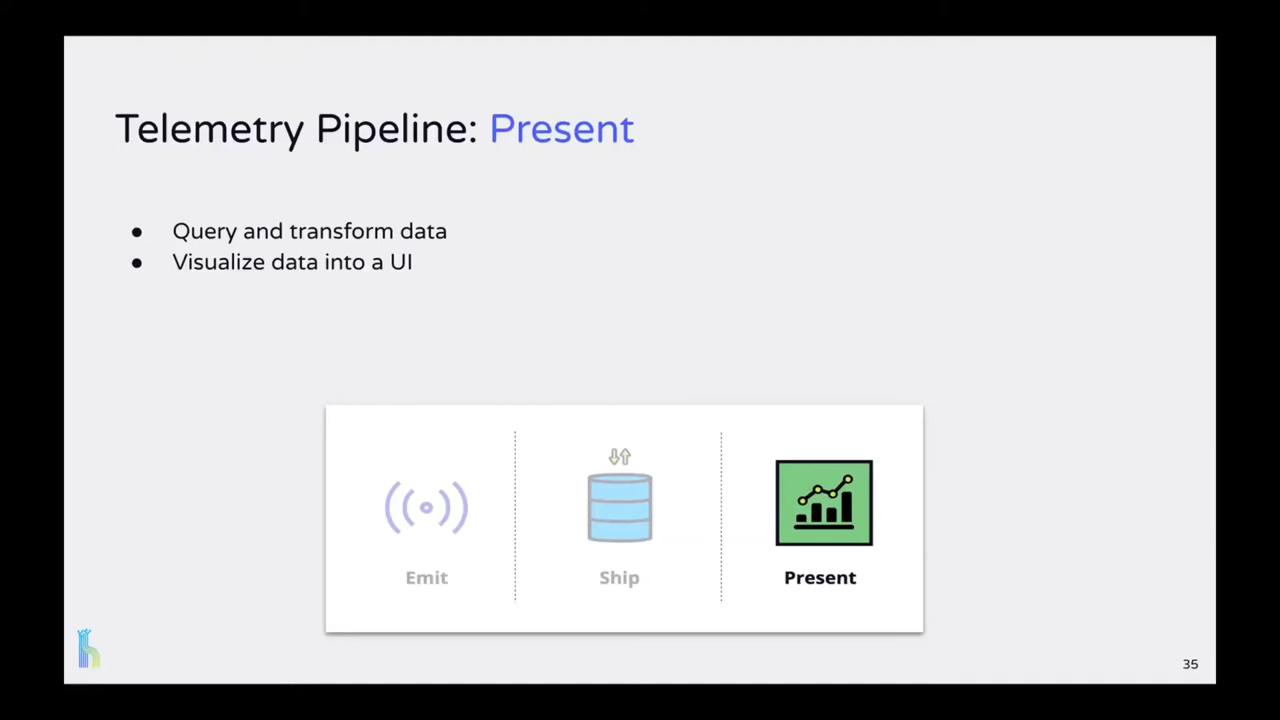 Telemetry Pipeline: Present
● Query and transform data
● Visualize data into a UI
Emit
Ship
Present
35